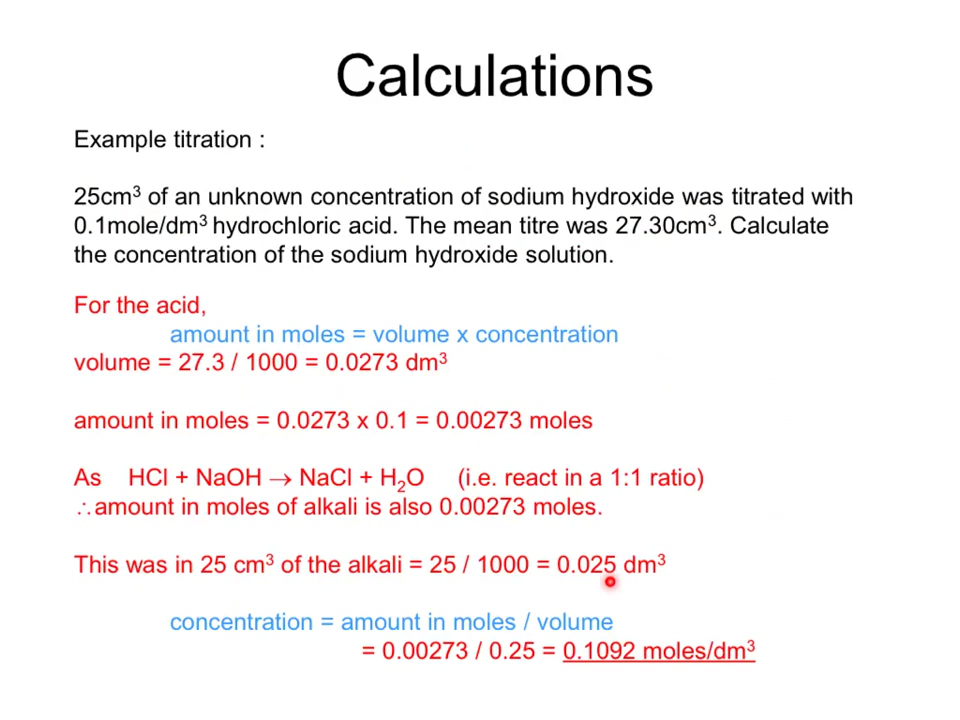 Calculations
Example titration :
25cm³ of an unknown concentration of sodium hydroxide was titrated with
0.1mole/dm³ hydrochloric acid. The mean titre was 27.30cm³. Calculate
the concentration of the sodium hydroxide solution.
For the acid,
amount in moles = volume x concentration
volume = 27.3 / 1000 = 0.0273 dm³
amount in moles = 0.0273 x 0.1 = 0.00273 moles
As HCl + NaOH → NaCl + H₂O (i.e. react in a 1:1 ratio)
∴amount in moles of alkali is also 0.00273 moles.
This was in 25 cm³ of the alkali = 25 / 1000 = 0.025 dm³
concentration = amount in moles / volume
= 0.00273 / 0.25 = 0.1092 moles/dm³